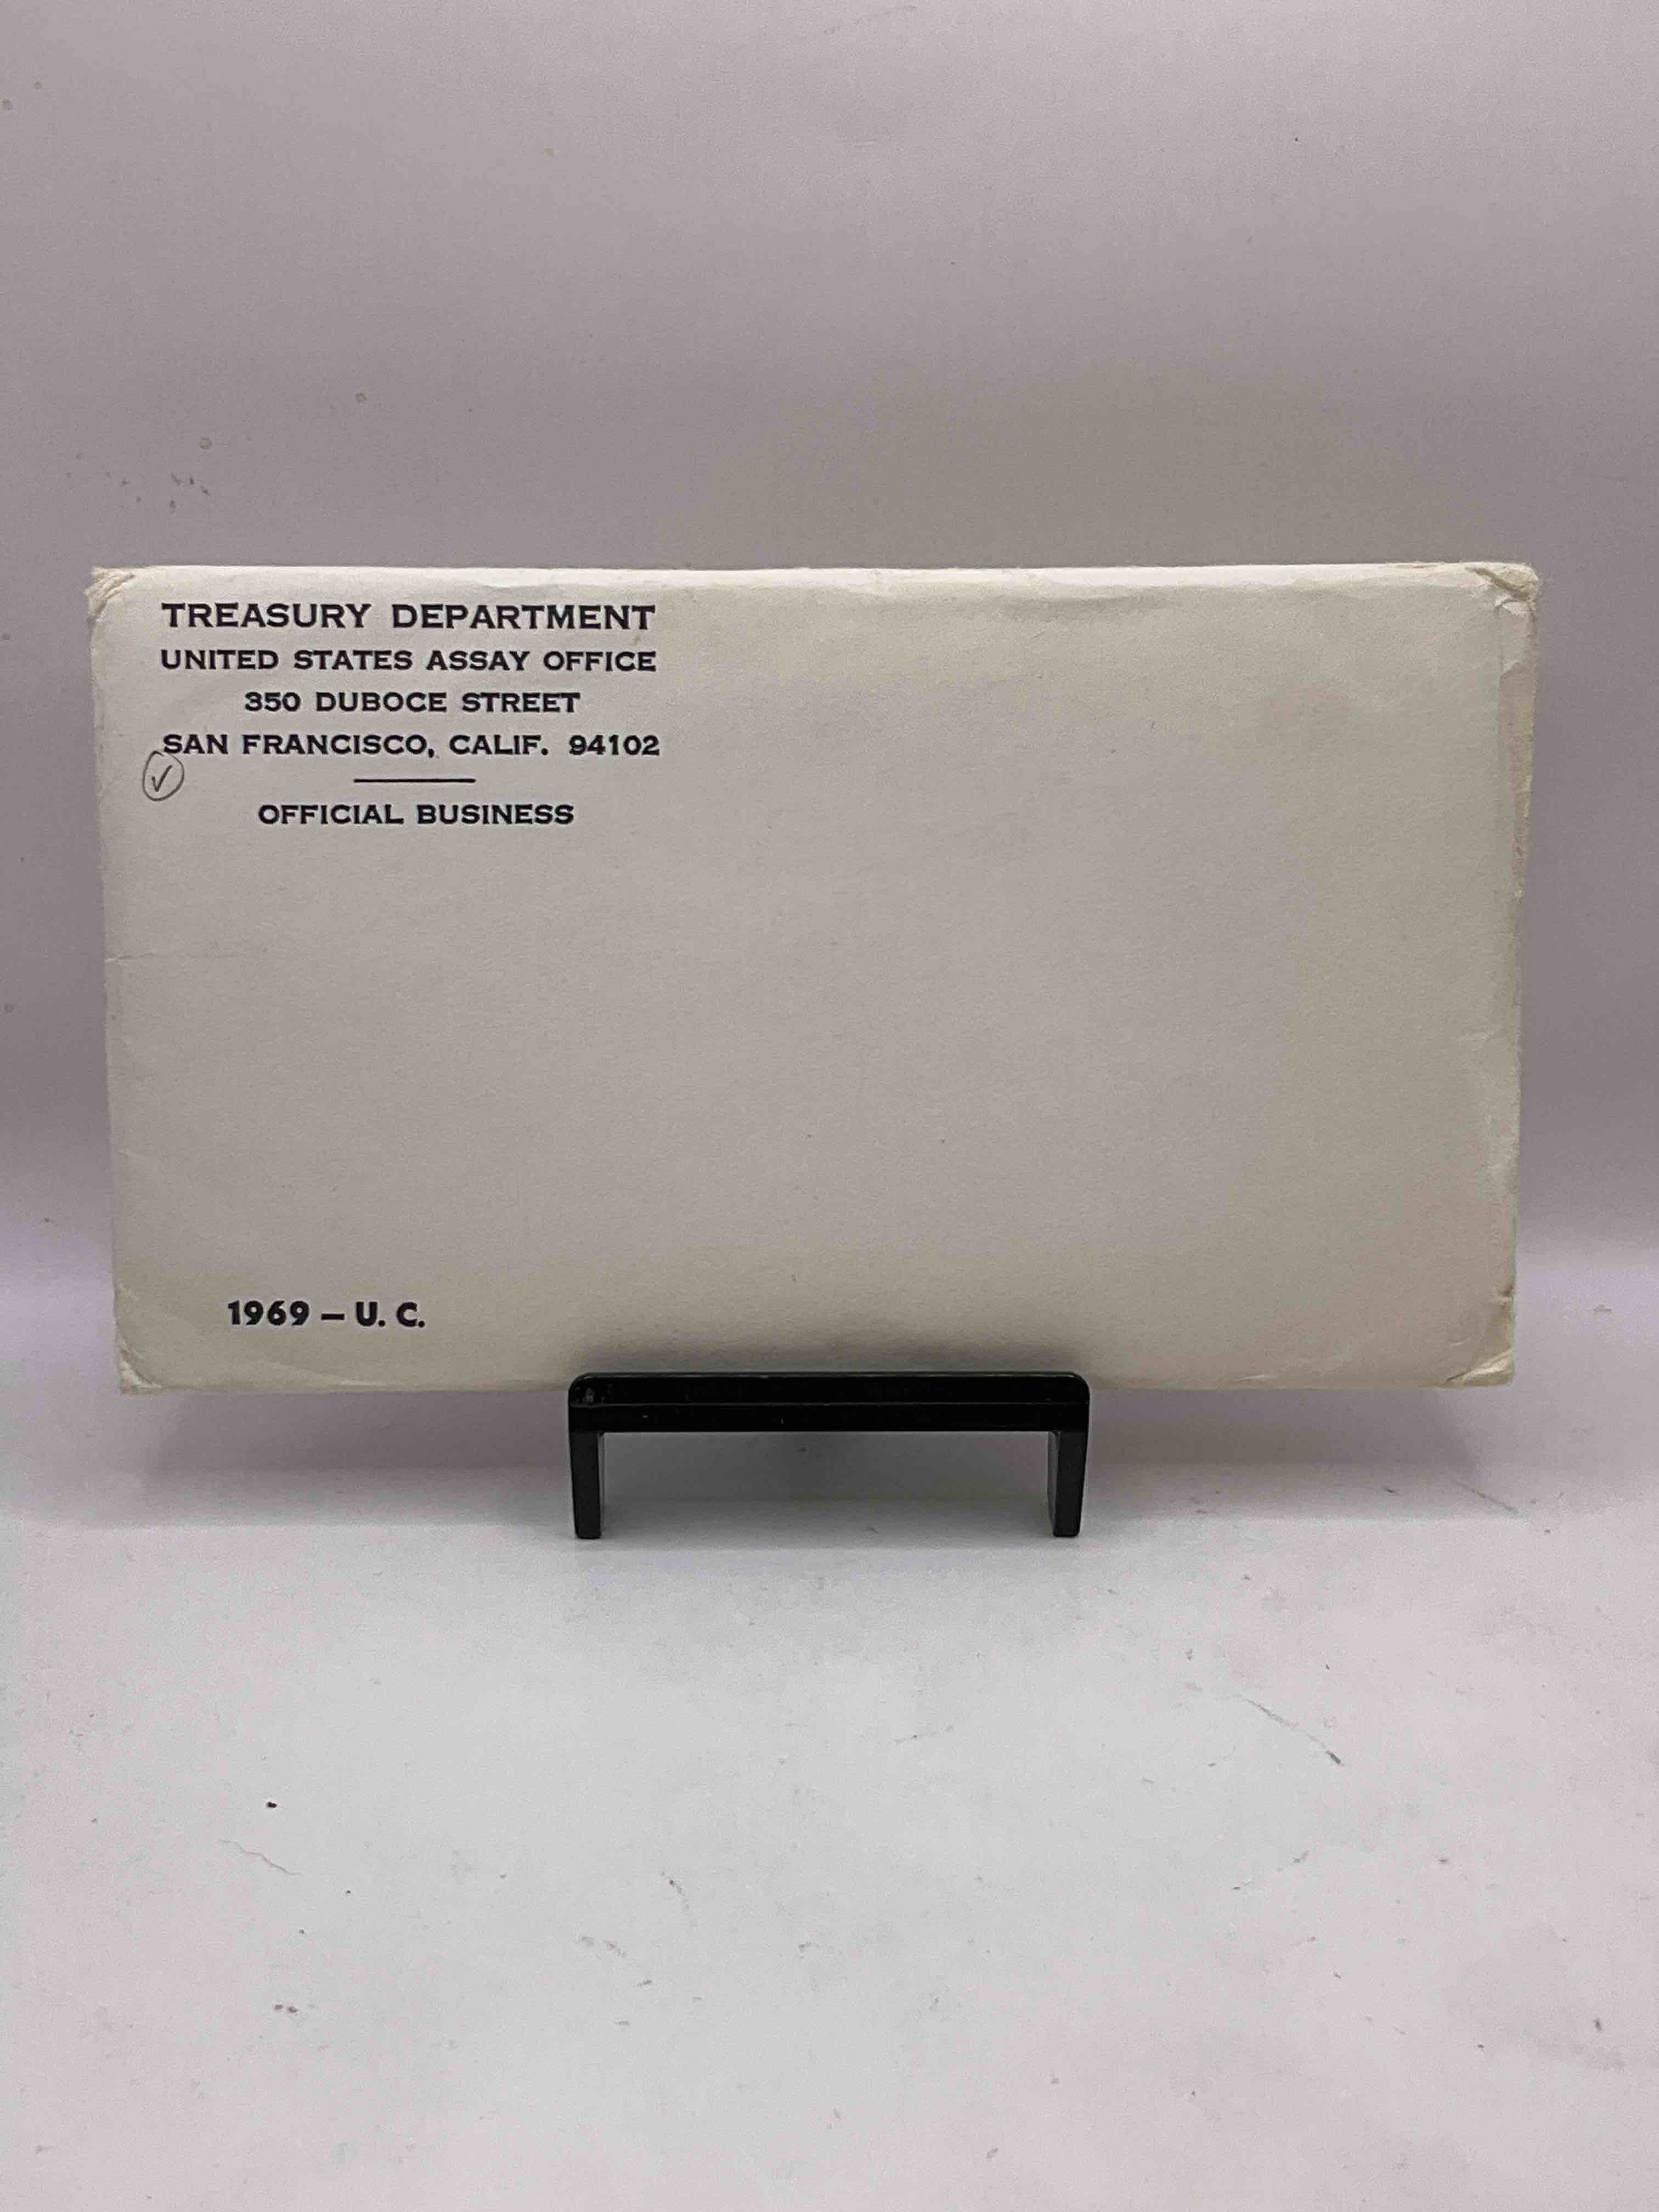 TREASURY DEPARTMENT
UNITED STATES ASSAY OFFICE
350 DUBOCE STREET
SAN FRANCISCO, CALIF. 94102
OFFICIAL BUSINESS
1969 – U. C.